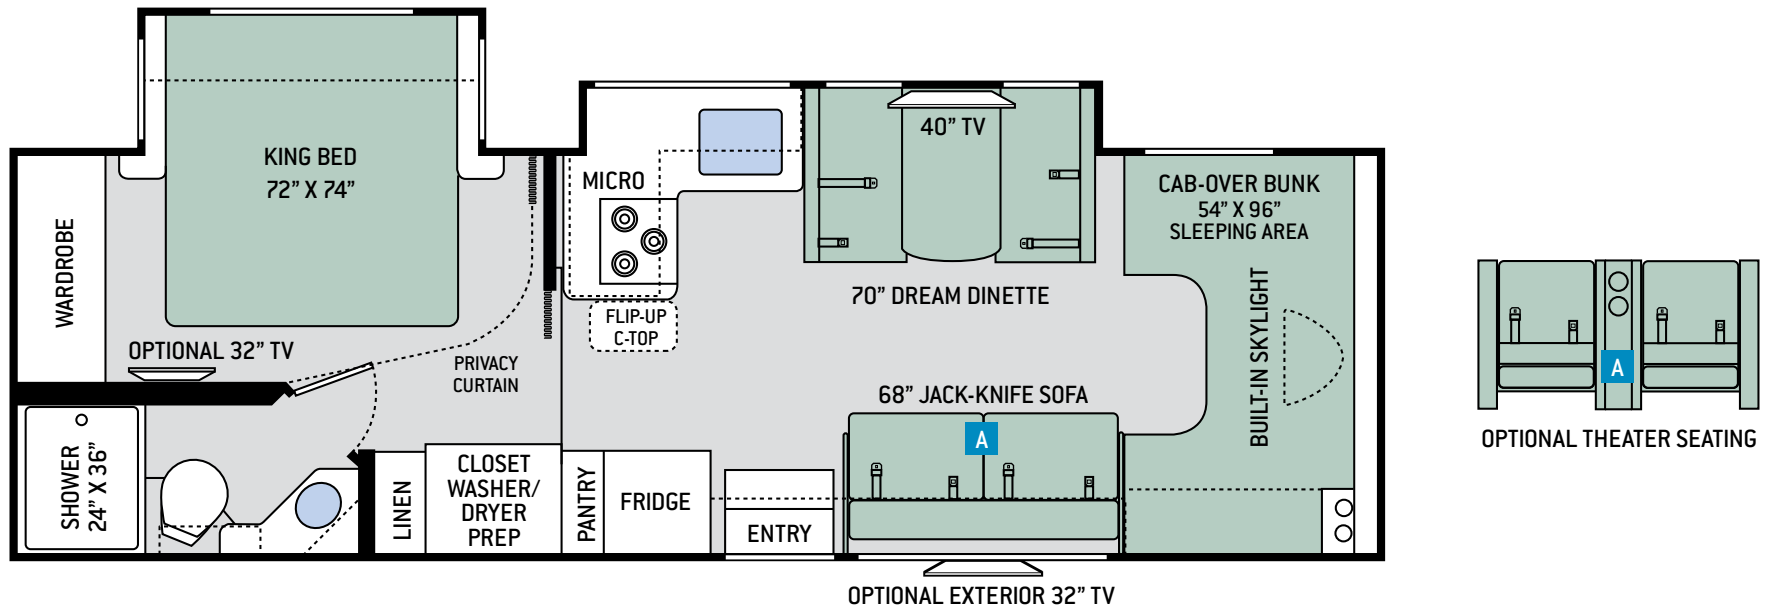 KING BED
72” X 74”
WARDROBE
OPTIONAL 32” TV
PRIVACY
CURTAIN
SHOWER
24” X 36”
LINEN
CLOSET
WASHER/
DRYER
PREP
PANTRY
FRIDGE
ENTRY
MICRO
FLIP-UP
C-TOP
40” TV
70” DREAM DINETTE
68” JACK-KNIFE SOFA
A
OPTIONAL EXTERIOR 32” TV
CAB-OVER BUNK
54” X 96”
SLEEPING AREA
BUILT-IN SKYLIGHT
A
OPTIONAL THEATER SEATING